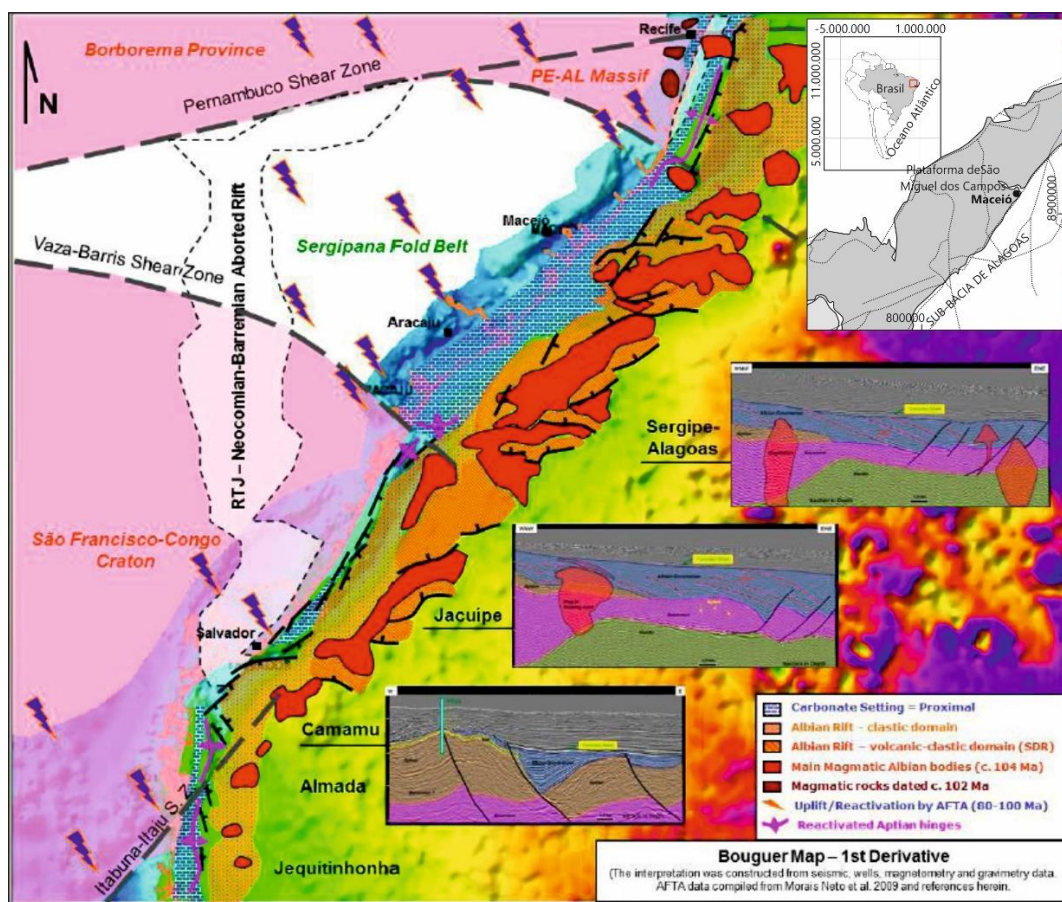 Borborema Province
Pernambuco Shear Zone
PE-AL Massif
Recife
N
Vaza-Barris Shear Zone
Sergipana Fold Belt
RTJ – Neocomian-Barremian Aborted Rift
Maceió
Aracaju
São Francisco-Congo
Craton
Salvador
Itabuna-Itaju S. Z.
Sergipe-
Alagoas
Jacuipe
Camamu
Almada
Jequitinhonha
-5.000.000
1.000.000
11.000.000
5.000.000
Brasil
Oceano Atlântico
Plataforma deSão
Miguel dos Campos
Maceió
8900000
SUB-BACIA DE ALAGOAS
800000
WNW
ENE
WNW
ENE
W
E
Carbonate Setting = Proximal
Albian Rift – clastic domain
Albian Rift – volcanic-clastic domain (SDR)
Main Magmatic Albian bodies (c. 104 Ma)
Magmatic rocks dated c. 102 Ma
Uplift/Reactivation by AFTA (80-100 Ma)
Reactivated Aptian hinges
Bouguer Map – 1st Derivative
(The interpretation was constructed from seismic, wells, magnetometry and gravimetry data.
AFTA data compiled from Morais Neto et al. 2009 and references herein.